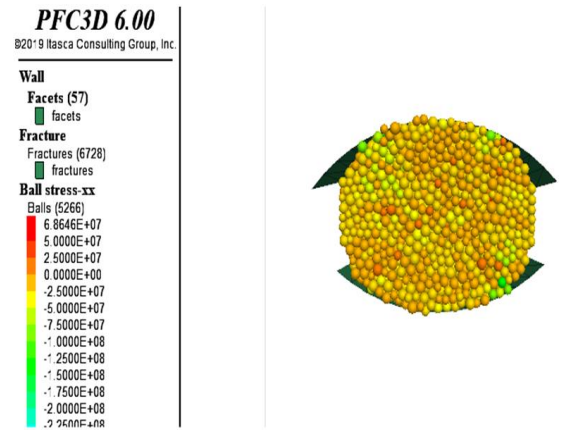 PFC3D 6.00
©2019 Itasca Consulting Group, Inc.
Wall
Facets (57)
facets
Fracture
Fractures (6728)
fractures
Ball stress-xx
Balls (5266)
6.8646E+07
5.0000E+07
2.5000E+07
0.0000E+00
-2.5000E+07
-5.0000E+07
-7.5000E+07
-1.0000E+08
-1.2500E+08
-1.5000E+08
-1.7500E+08
-2.0000E+08
-2.2500E+08